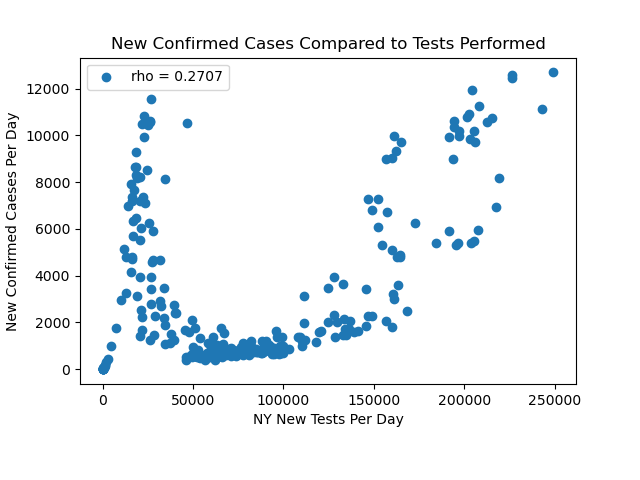 New Confirmed Cases Compared to Tests Performed
rho = 0.2707
New Confirmed Caeses Per Day
12000
10000
8000
6000
4000
2000
0
0 50000 100000 150000 200000 250000
NY New Tests Per Day